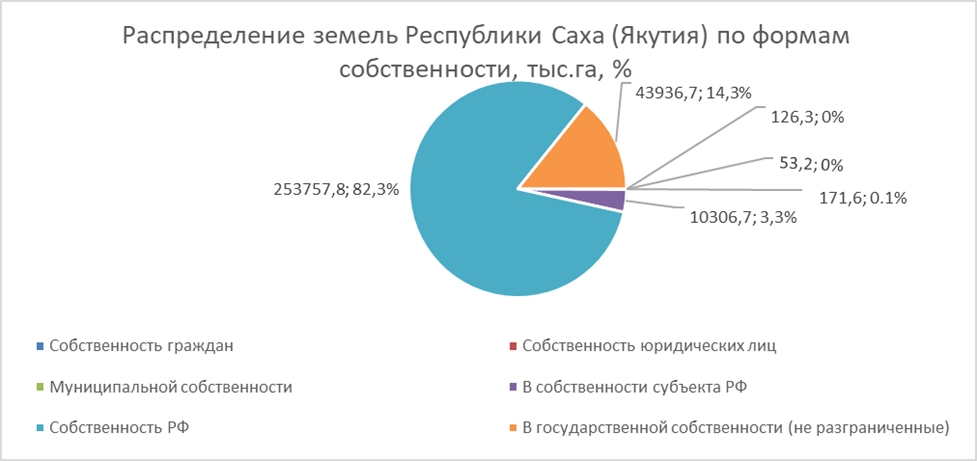 Распределение земель Республики Саха (Якутия) по формам
собственности, тыс.га, %
43936,7; 14,3%
126,3; 0%
53,2; 0%
253757,8; 82,3%
171,6; 0.1%
10306,7; 3,3%
Собственность граждан
Собственность юридических лиц
Муниципальной собственности
В собственности субъекта РФ
Собственность РФ
В государственной собственности (не разграниченные)